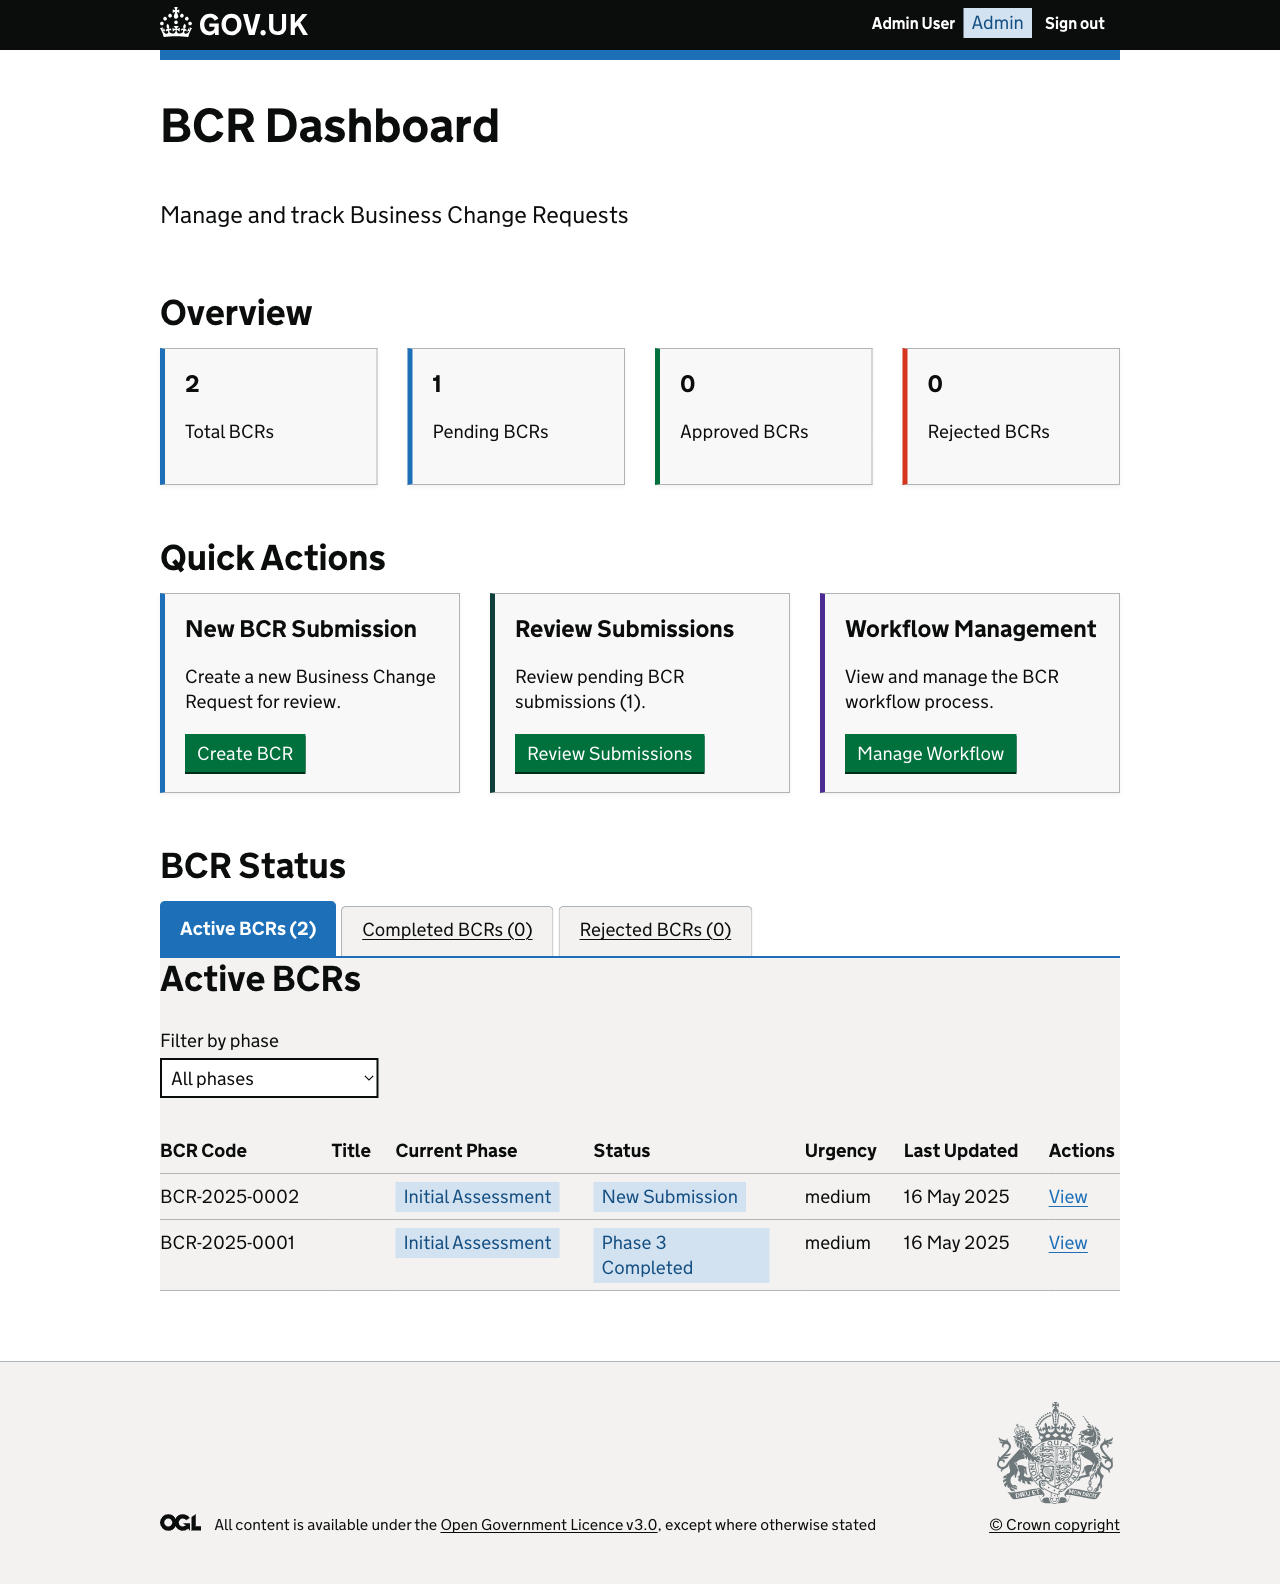 GOV.UK Admin User Admin Sign out
BCR Dashboard
Manage and track Business Change Requests
Overview
2
Total BCRs
1
Pending BCRs
0
Approved BCRs
0
Rejected BCRs
Quick Actions
New BCR Submission
Create a new Business Change
Request for review.
Create BCR
Review Submissions
Review pending BCR
submissions (1).
Review Submissions
Workflow Management
View and manage the BCR
workflow process.
Manage Workflow
BCR Status
Active BCRs (2) Completed BCRs (0) Rejected BCRs (0)
Active BCRs
Filter by phase
All phases
BCR Code Title Current Phase Status Urgency Last Updated Actions
BCR-2025-0002 Initial Assessment New Submission medium 16 May 2025 View
BCR-2025-0001 Initial Assessment Phase 3 Completed medium 16 May 2025 View
OGL All content is available under the Open Government Licence v3.0, except where otherwise stated
© Crown copyright